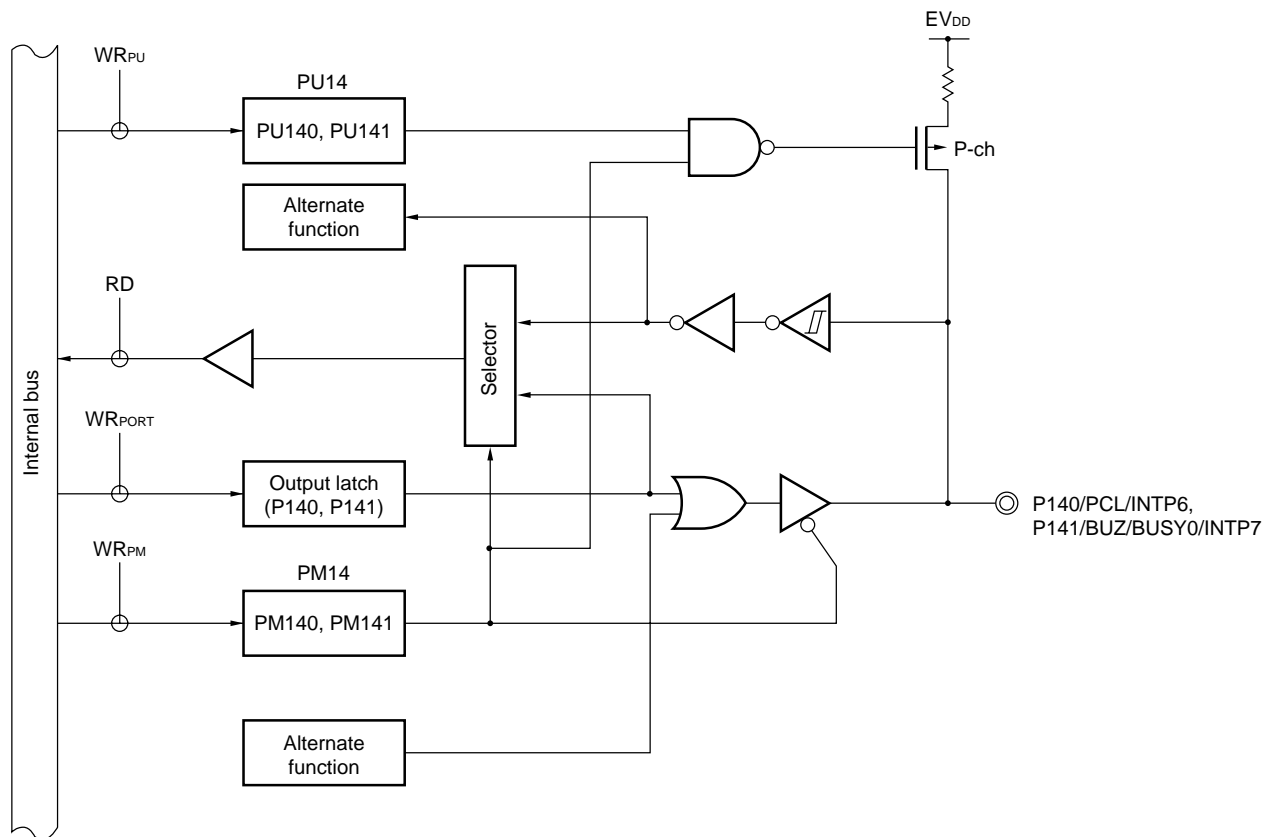 EVDD
WRPU
PU14
PU140, PU141
P-ch
Alternate
function
RD
Selector
Internal bus
WRPORT
Output latch
(P140, P141)
P140/PCL/INTP6,
P141/BUZ/BUSY0/INTP7
WRPM
PM14
PM140, PM141
Alternate
function